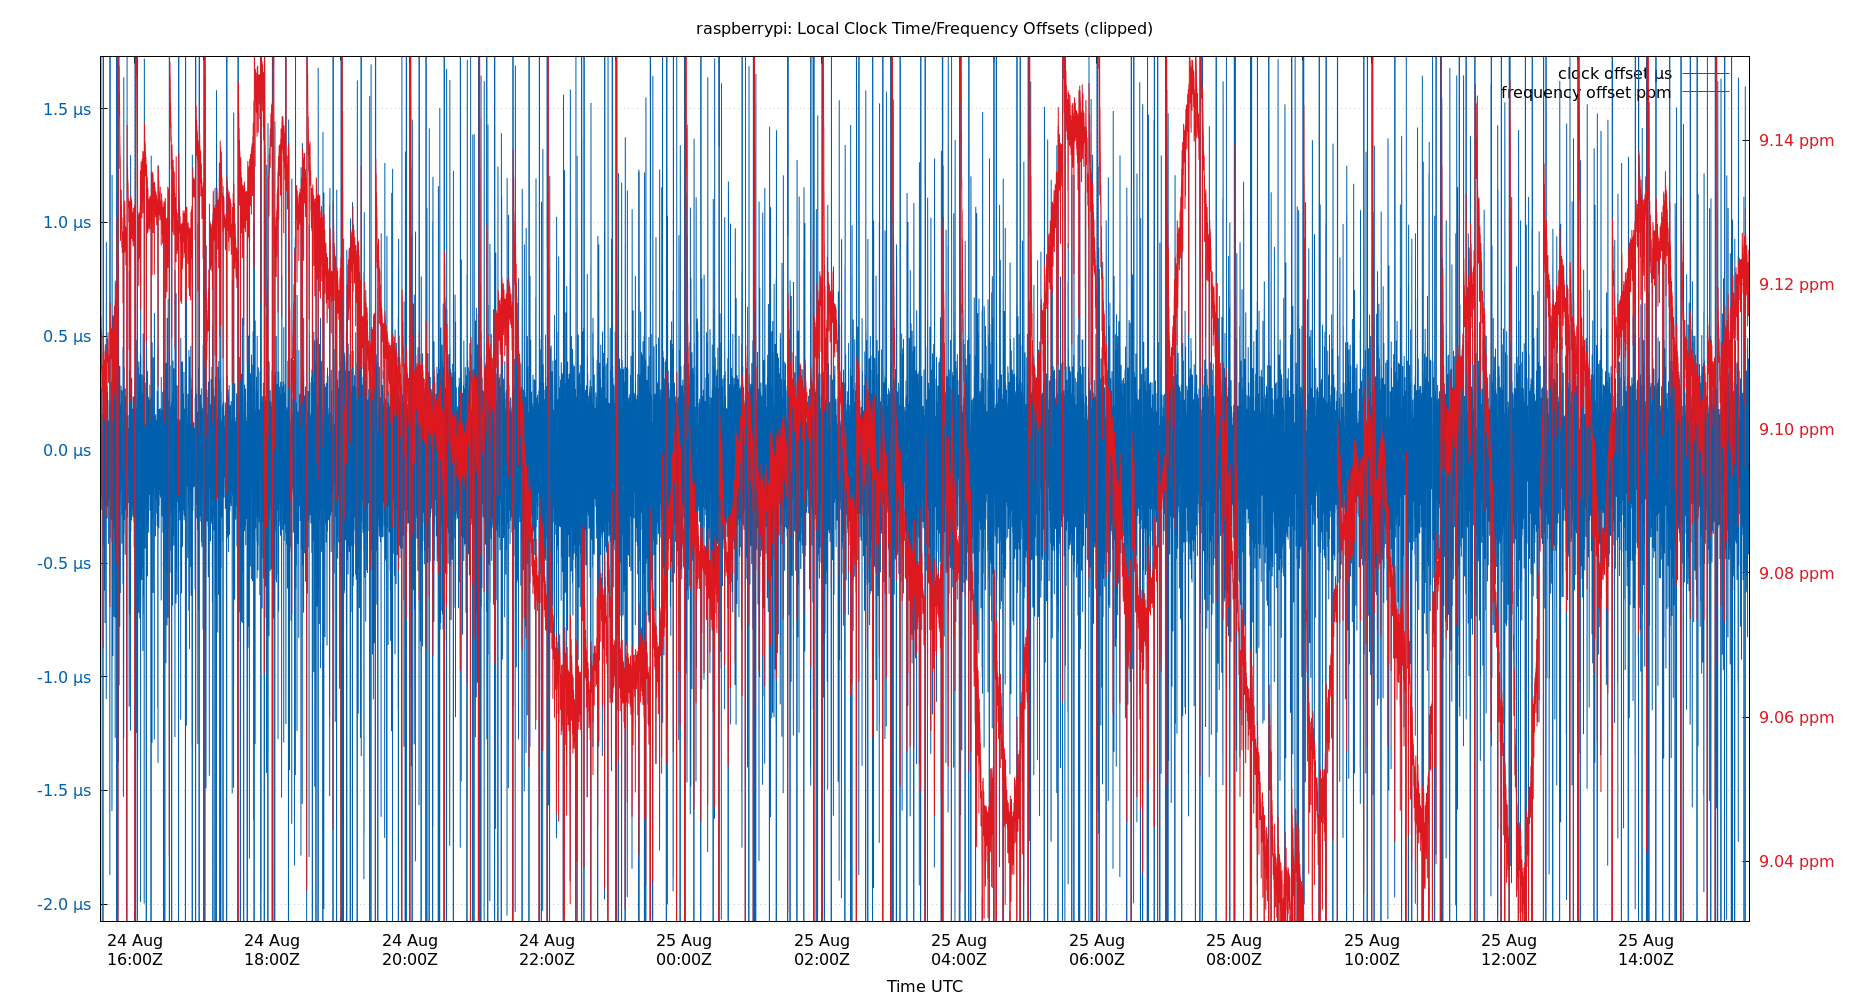 raspberrypi: Local Clock Time/Frequency Offsets (clipped)
clock offset µs
frequency offset ppm
1.5 µs
1.0 µs
0.5 µs
0.0 µs
-0.5 µs
-1.0 µs
-1.5 µs
-2.0 µs
9.14 ppm
9.12 ppm
9.10 ppm
9.08 ppm
9.06 ppm
9.04 ppm
24 Aug 24 Aug 24 Aug 24 Aug 25 Aug 25 Aug 25 Aug 25 Aug 25 Aug 25 Aug 25 Aug 25 Aug
16:00Z 18:00Z 20:00Z 22:00Z 00:00Z 02:00Z 04:00Z 06:00Z 08:00Z 10:00Z 12:00Z 14:00Z
Time UTC